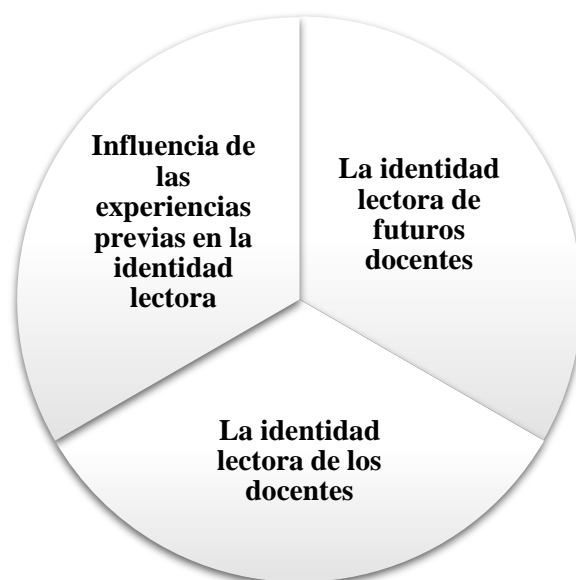 Influencia de
las
experiencias
previas en la
identidad
lectora
La identidad
lectora de
futuros
docentes
La identidad
lectora de los
docentes